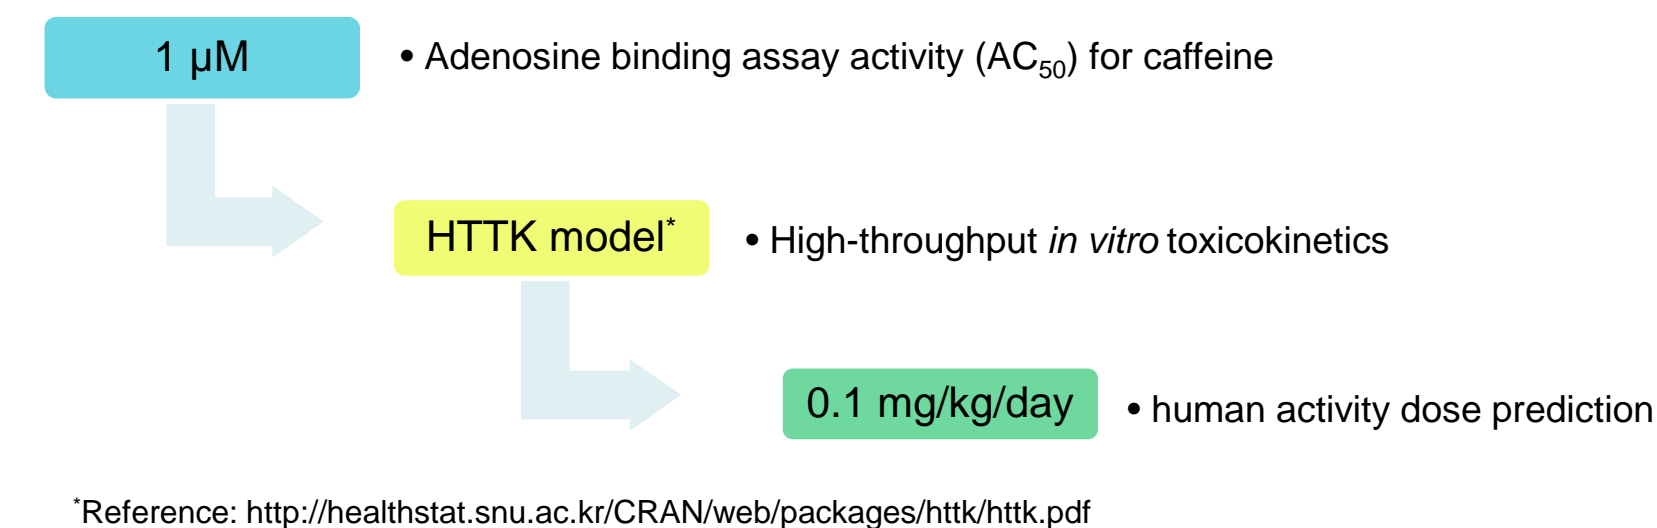 1 µM
• Adenosine binding assay activity (AC50) for caffeine
HTTK model*
• High-throughput in vitro toxicokinetics
0.1 mg/kg/day
• human activity dose prediction
*Reference: http://healthstat.snu.ac.kr/CRAN/web/packages/httk/httk.pdf